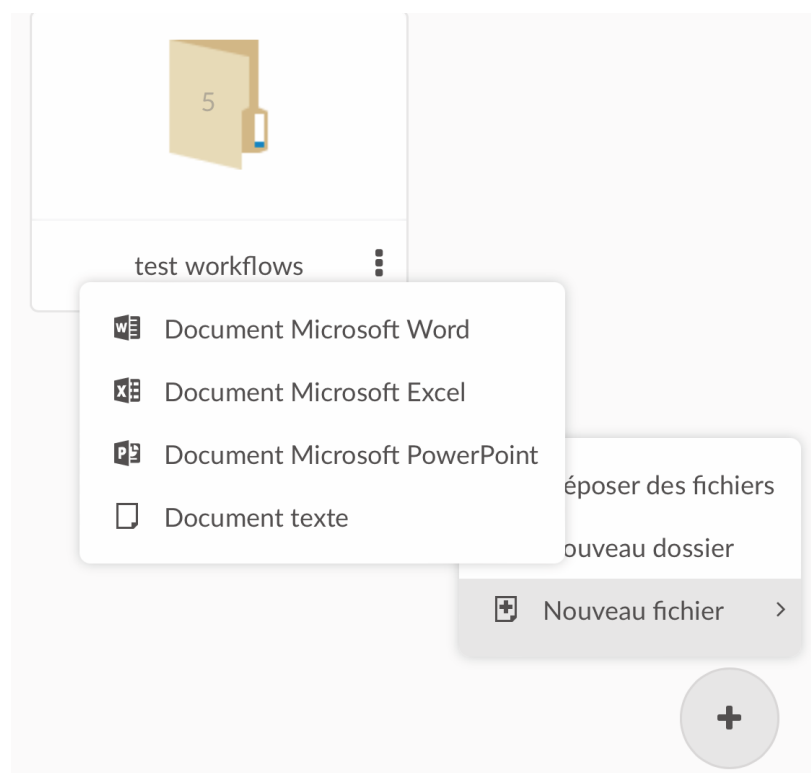 5
test workflows
Document Microsoft Word
Document Microsoft Excel
Document Microsoft PowerPoint
Document texte
époser des fichiers
ouveau dossier
Nouveau fichier